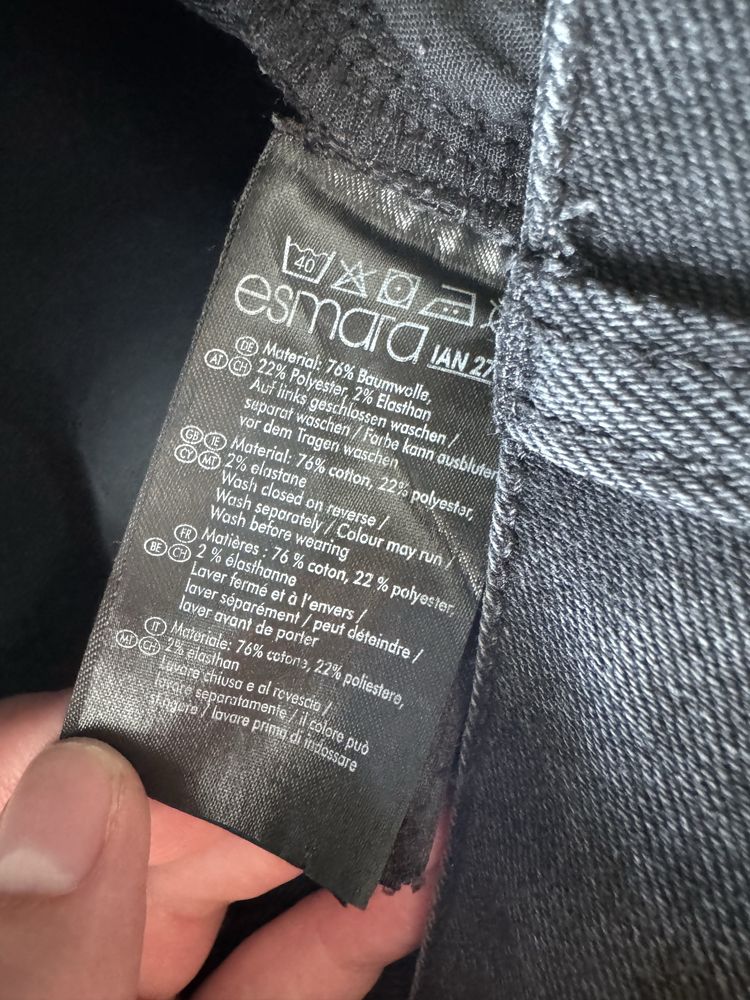 40
esmara
IAN 27
DE Material: 76% Baumwolle,
AT CH 22% Polyester, 2% Elasthan
Auf links geschlossen waschen /
separat waschen / Farbe kann ausbluten
vor dem Tragen waschen
GB IE Material: 76% cotton, 22% polyester,
CY MT 2% elastane
Wash closed on reverse /
Wash separately / Colour may run /
Wash before wearing
FR Matières : 76 % coton, 22 % polyester,
BE CH 2 % élasthanne
Laver fermé et à l'envers /
laver séparément / peut déteindre /
laver avant de porter
IT Materiale: 76% cotone, 22% poliestere,
MT CH 2% elasthan
Lavare chiusa e al rovescio /
lavare separatamente / il colore può
stingere / lavare prima di indossare